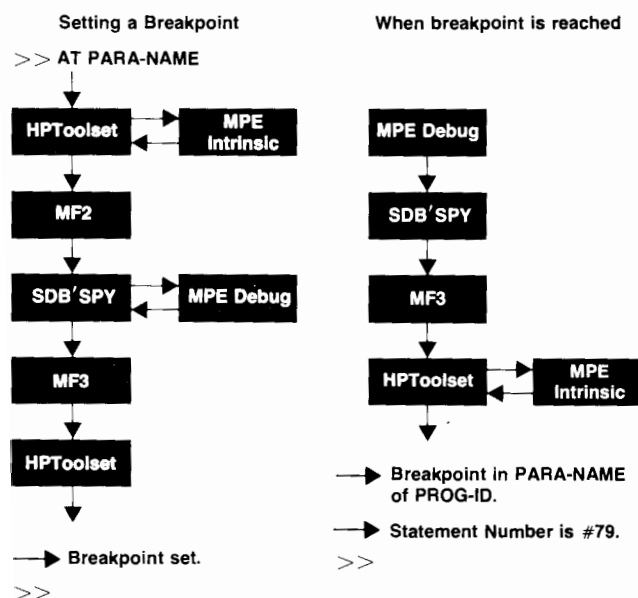 Setting a Breakpoint
>> AT PARA-NAME
HPToolset
MPE
Intrinsic
MF2
SDB'SPY
MPE Debug
MF3
HPToolset
Breakpoint set.
>>
When breakpoint is reached
MPE Debug
SDB'SPY
MF3
HPToolset
MPE
Intrinsic
Breakpoint in PARA-NAME
of PROG-ID.
Statement Number is #79.
>>